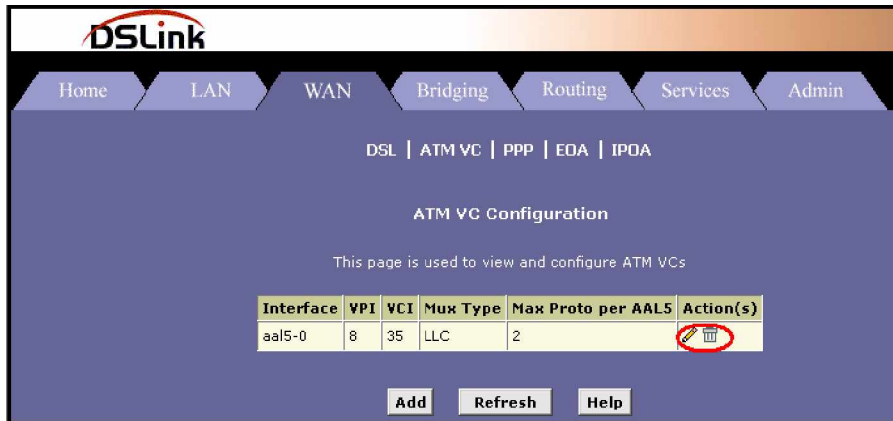 DSLink
Home LAN WAN Bridging Routing Services Admin
DSL | ATM VC | PPP | EOA | IPOA
ATM VC Configuration
This page is used to view and configure ATM VCs
Interface VPI VCI Mux Type Max Proto per AAL5 Action(s)
aal5-0 8 35 LLC 2
Add Refresh Help